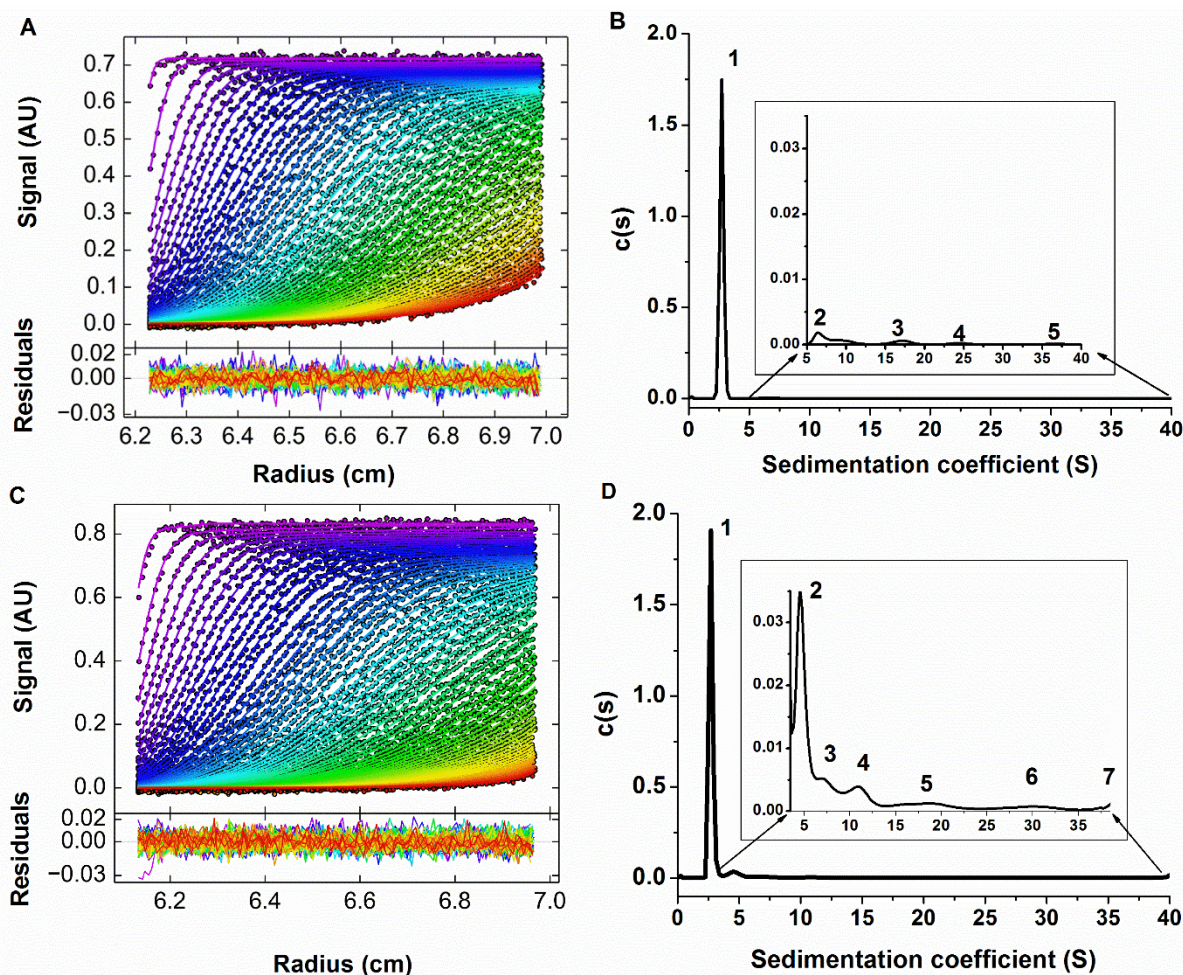 A
Signal (AU)
0.7
0.6
0.5
0.4
0.3
0.2
0.1
0.0
Residuals
0.02
0.00
−0.03
6.2 6.3 6.4 6.5 6.6 6.7 6.8 6.9 7.0
Radius (cm)
B
c(s)
2.0
1.5
1.0
0.5
0.0
1
0.03
0.02
0.01
0.00
2 3 4 5
5 10 15 20 25 30 35 40
0 5 10 15 20 25 30 35 40
Sedimentation coefficient (S)
C
Signal (AU)
0.8
0.6
0.4
0.2
0.0
Residuals
0.02
0.00
−0.03
6.2 6.4 6.6 6.8 7.0
Radius (cm)
D
c(s)
2.0
1.5
1.0
0.5
0.0
1
0.03
0.02
0.01
0.00
2
3 4 5 6 7
5 10 15 20 25 30 35
0 5 10 15 20 25 30 35 40
Sedimentation coefficient (S)